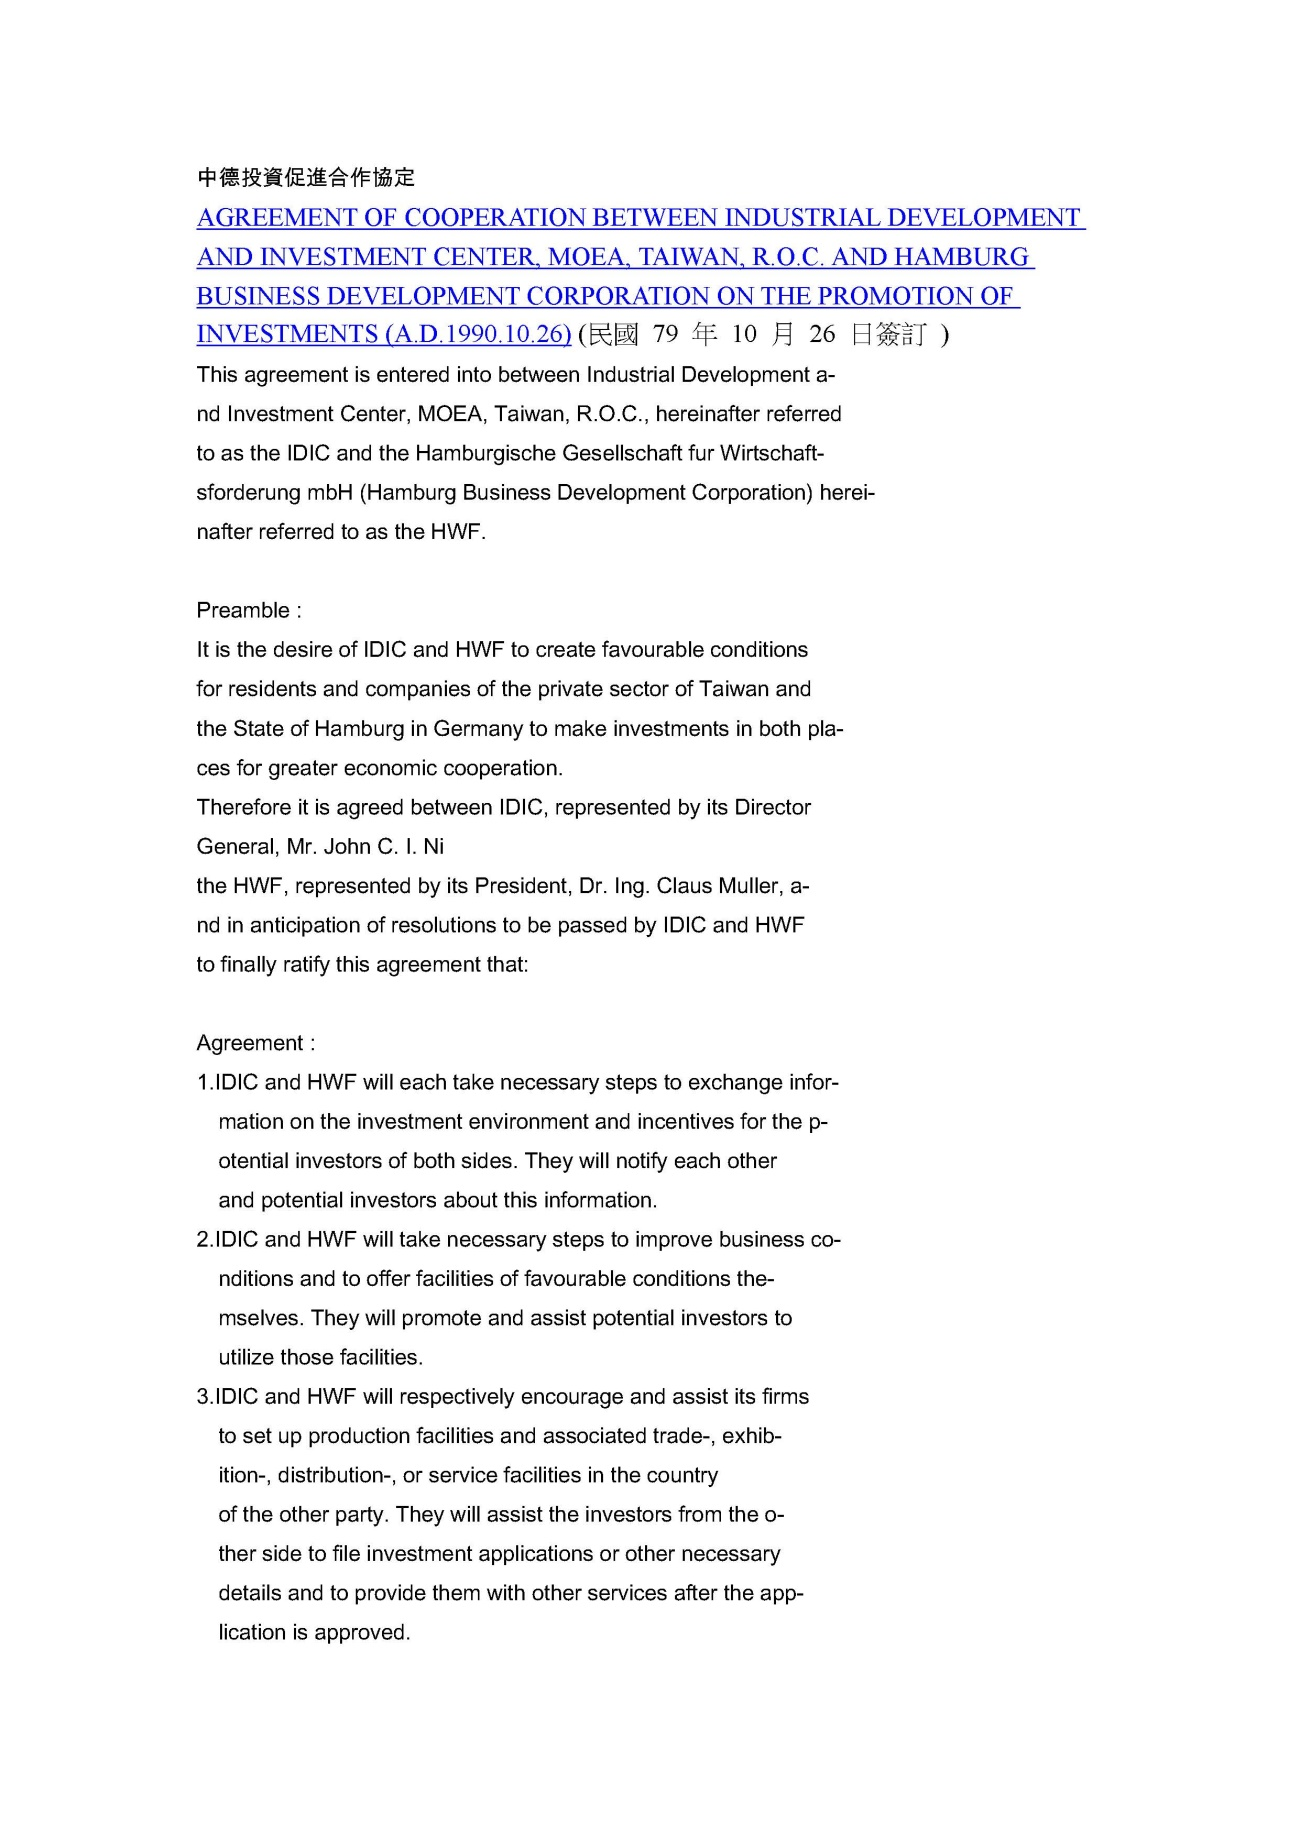 中德投資促進合作協定
AGREEMENT OF COOPERATION BETWEEN INDUSTRIAL DEVELOPMENT
AND INVESTMENT CENTER, MOEA, TAIWAN, R.O.C. AND HAMBURG
BUSINESS DEVELOPMENT CORPORATION ON THE PROMOTION OF
INVESTMENTS (A.D.1990.10.26) (民國 79 年 10 月 26 日簽訂 )
This agreement is entered into between Industrial Development a-
nd Investment Center, MOEA, Taiwan, R.O.C., hereinafter referred
to as the IDIC and the Hamburgische Gesellschaft fur Wirtschaft-
sforderung mbH (Hamburg Business Development Corporation) herei-
nafter referred to as the HWF.
Preamble :
It is the desire of IDIC and HWF to create favourable conditions
for residents and companies of the private sector of Taiwan and
the State of Hamburg in Germany to make investments in both pla-
ces for greater economic cooperation.
Therefore it is agreed between IDIC, represented by its Director
General, Mr. John C. I. Ni
the HWF, represented by its President, Dr. Ing. Claus Muller, a-
nd in anticipation of resolutions to be passed by IDIC and HWF
to finally ratify this agreement that:
Agreement :
1.IDIC and HWF will each take necessary steps to exchange infor-
mation on the investment environment and incentives for the p-
otential investors of both sides. They will notify each other
and potential investors about this information.
2.IDIC and HWF will take necessary steps to improve business co-
nditions and to offer facilities of favourable conditions the-
mselves. They will promote and assist potential investors to
utilize those facilities.
3.IDIC and HWF will respectively encourage and assist its firms
to set up production facilities and associated trade-, exhib-
ition-, distribution-, or service facilities in the country
of the other party. They will assist the investors from the o-
ther side to file investment applications or other necessary
details and to provide them with other services after the app-
lication is approved.